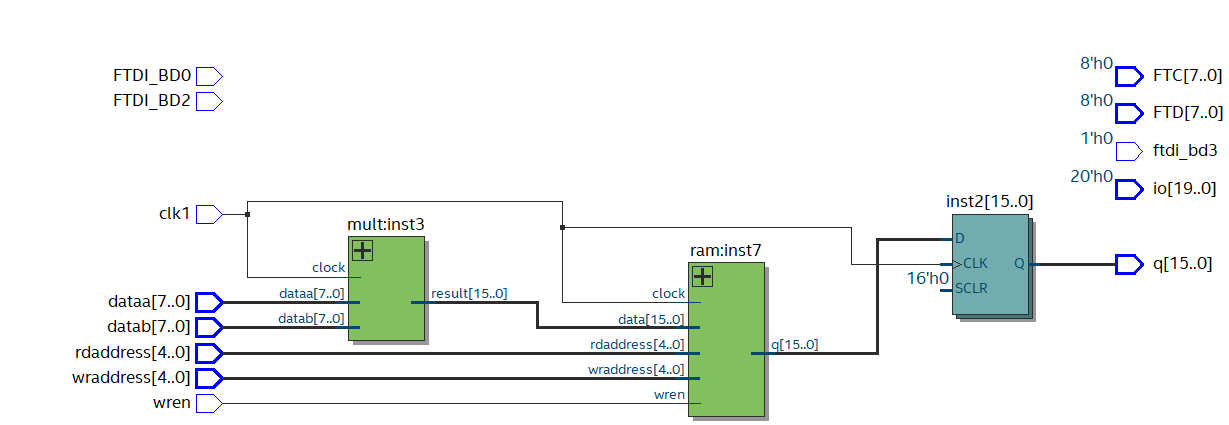 FTDI_BD0
FTDI_BD2
8'h0
FTC[7..0]
8'h0
FTD[7..0]
1'h0
ftdi_bd3
20'h0
io[19..0]
clk1
mult:inst3
clock
dataa[7..0]
dataa[7..0]
datab[7..0]
datab[7..0]
result[15..0]
rdaddress[4..0]
wraddress[4..0]
wren
ram:inst7
clock
data[15..0]
rdaddress[4..0]
wraddress[4..0]
wren
q[15..0]
inst2[15..0]
D
CLK
16'h0
SCLR
Q
q[15..0]